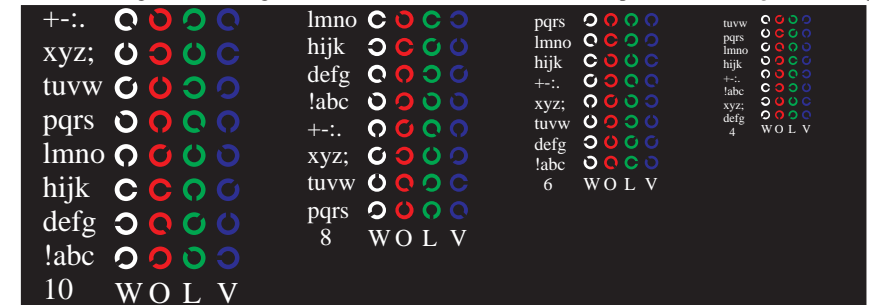 +-:.
xyz;
tuvw
pqrs
lmno
hijk
defg
!abc
10 W O L V
lmno
hijk
defg
!abc
+-:.
xyz;
tuvw
pqrs
8 W O L V
pqrs
lmno
hijk
+-:.
xyz;
tuvw
defg
!abc
6 W O L V
tuvw
pqrs
lmno
hijk
+-:.
!abc
xyz;
defg
4 W O L V